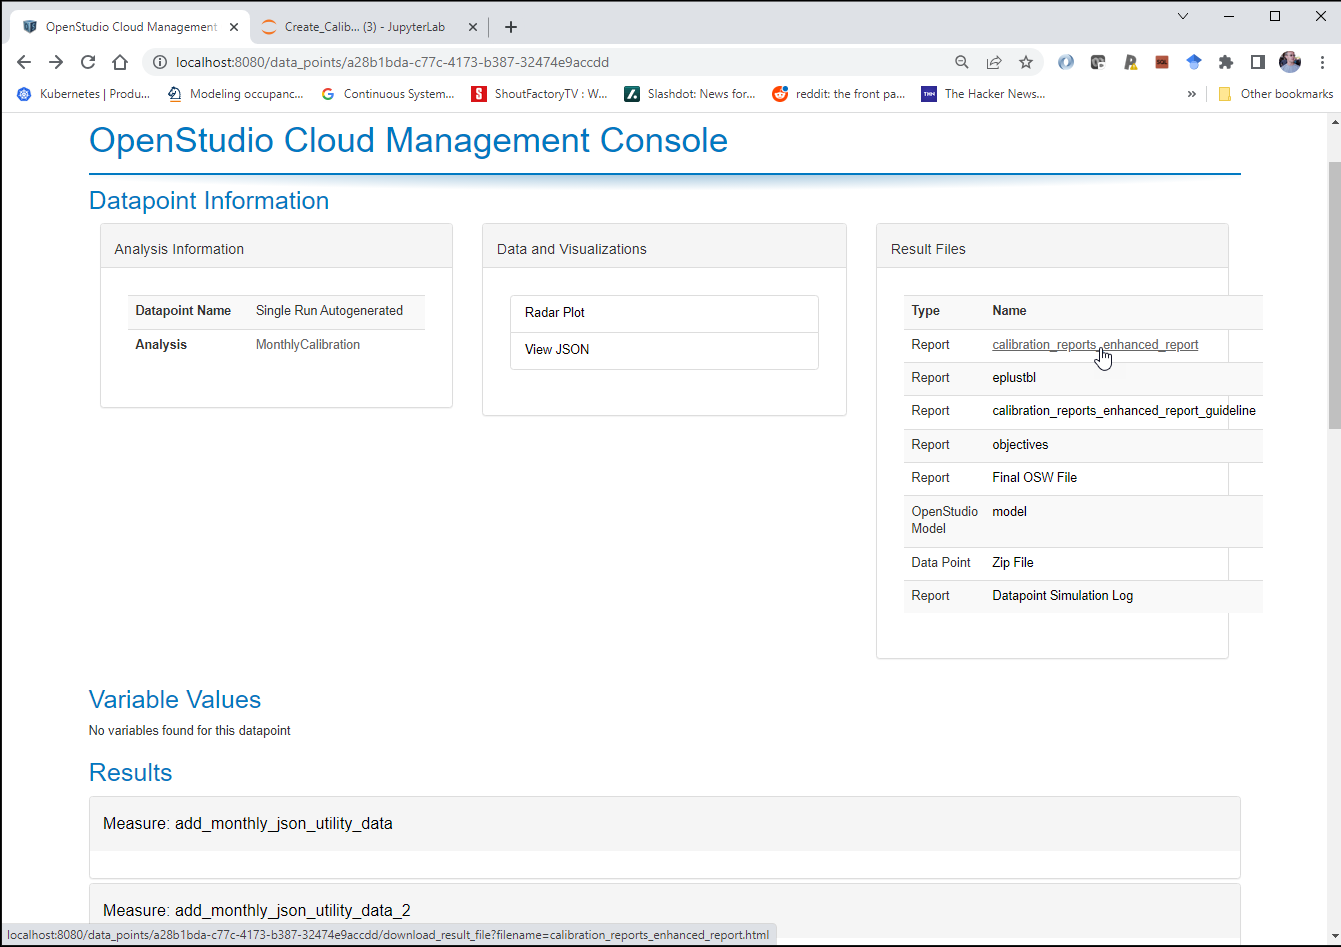 OpenStudio Cloud Management
Create_Calib... (3) - JupyterLab
localhost:8080/data_points/a28b1bda-c77c-4173-b387-32474e9accdd
Kubernetes | Produ...
Modeling occupanc...
Continuous System...
ShoutFactoryTV : W...
Slashdot: News for...
reddit: the front pa...
The Hacker News...
»
Other bookmarks
OpenStudio Cloud Management Console
Datapoint Information
Analysis Information
Datapoint Name Single Run Autogenerated
Analysis MonthlyCalibration
Data and Visualizations
Radar Plot
View JSON
Result Files
Type Name
Report calibration_reports_enhanced_report
Report eplustbl
Report calibration_reports_enhanced_report_guideline
Report objectives
Report Final OSW File
OpenStudio model
Model
Data Point Zip File
Report Datapoint Simulation Log
Variable Values
No variables found for this datapoint
Results
Measure: add_monthly_json_utility_data
Measure: add_monthly_json_utility_data_2
localhost:8080/data_points/a28b1bda-c77c-4173-b387-32474e9accdd/download_result_file?filename=calibration_reports_enhanced_report.html